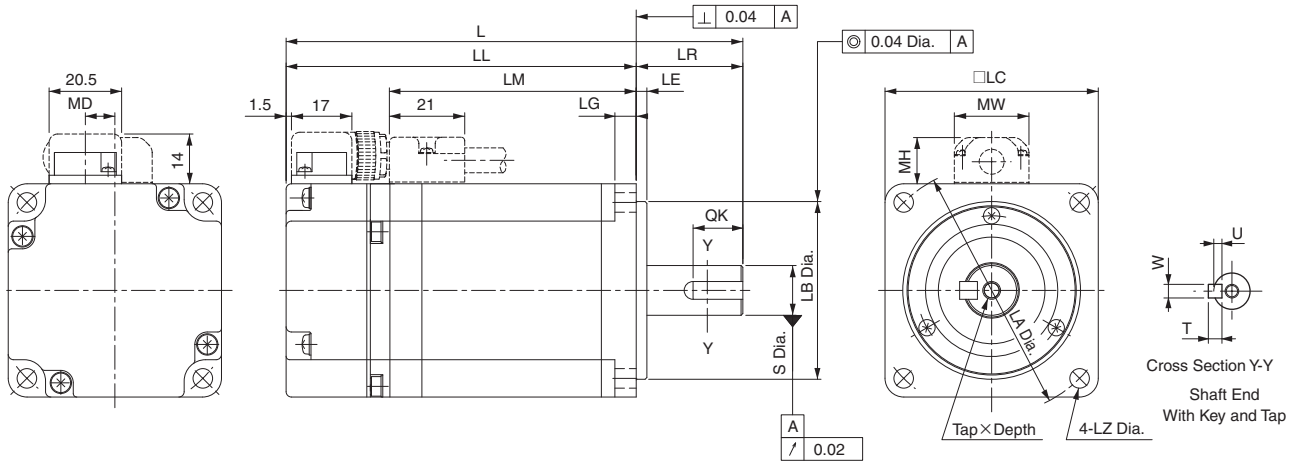 ⊥ 0.04 A
L
◎ 0.04 Dia. A
LL
LR
20.5
LM
LE
□LC
MD
1.5
17
21
LG
MW
14
MH
QK
U
Y
W
LB Dia.
LA Dia.
T
Y
S Dia.
Cross Section Y-Y
Shaft End
With Key and Tap
A
Tap×Depth
4-LZ Dia.
↗ 0.02